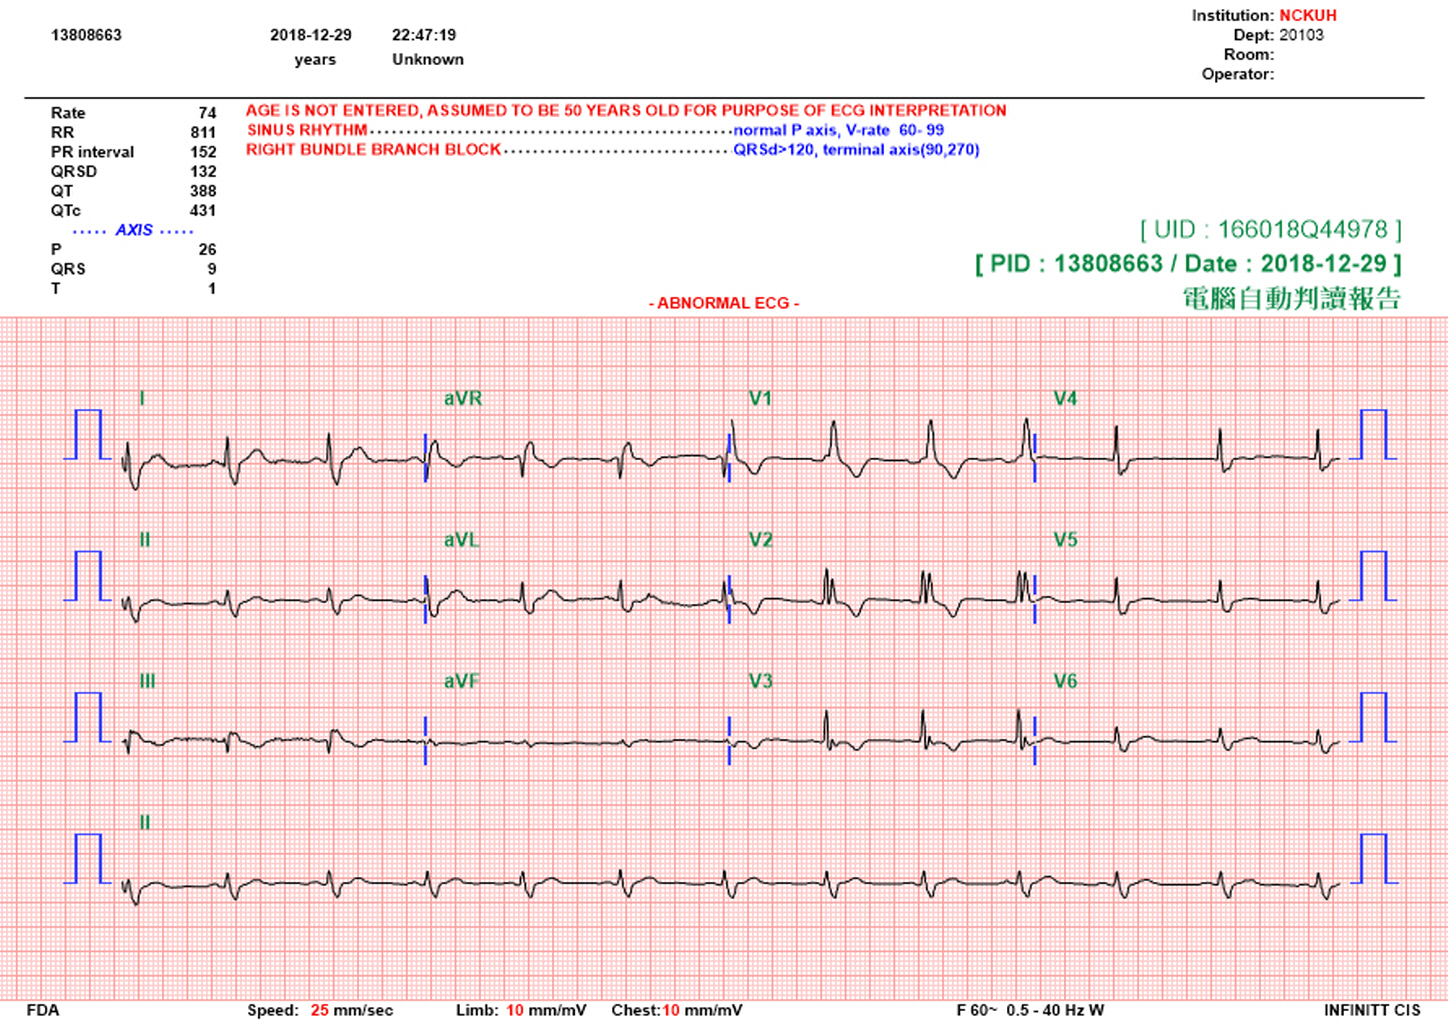 Institution: NCKUH
13808663 2018-12-29 22:47:19 Dept: 20103
years Unknown Room:
Operator:
Rate 74 AGE IS NOT ENTERED, ASSUMED TO BE 50 YEARS OLD FOR PURPOSE OF ECG INTERPRETATION
RR 811 SINUS RHYTHM........................................................normal P axis, V-rate 60- 99
PR interval 152 RIGHT BUNDLE BRANCH BLOCK....................................QRSd>120, terminal axis(90,270)
QRSD 132
QT 388
QTc 431
..... AXIS .....
[ UID : 166018Q44978 ]
P 26
[ PID : 13808663 / Date : 2018-12-29 ]
QRS 9
T 1
電腦自動判讀報告
- ABNORMAL ECG -
I aVR V1 V4
II aVL V2 V5
III aVF V3 V6
II
FDA Speed: 25 mm/sec Limb: 10 mm/mV Chest:10 mm/mV F 60~ 0.5 - 40 Hz W INFINITT CIS